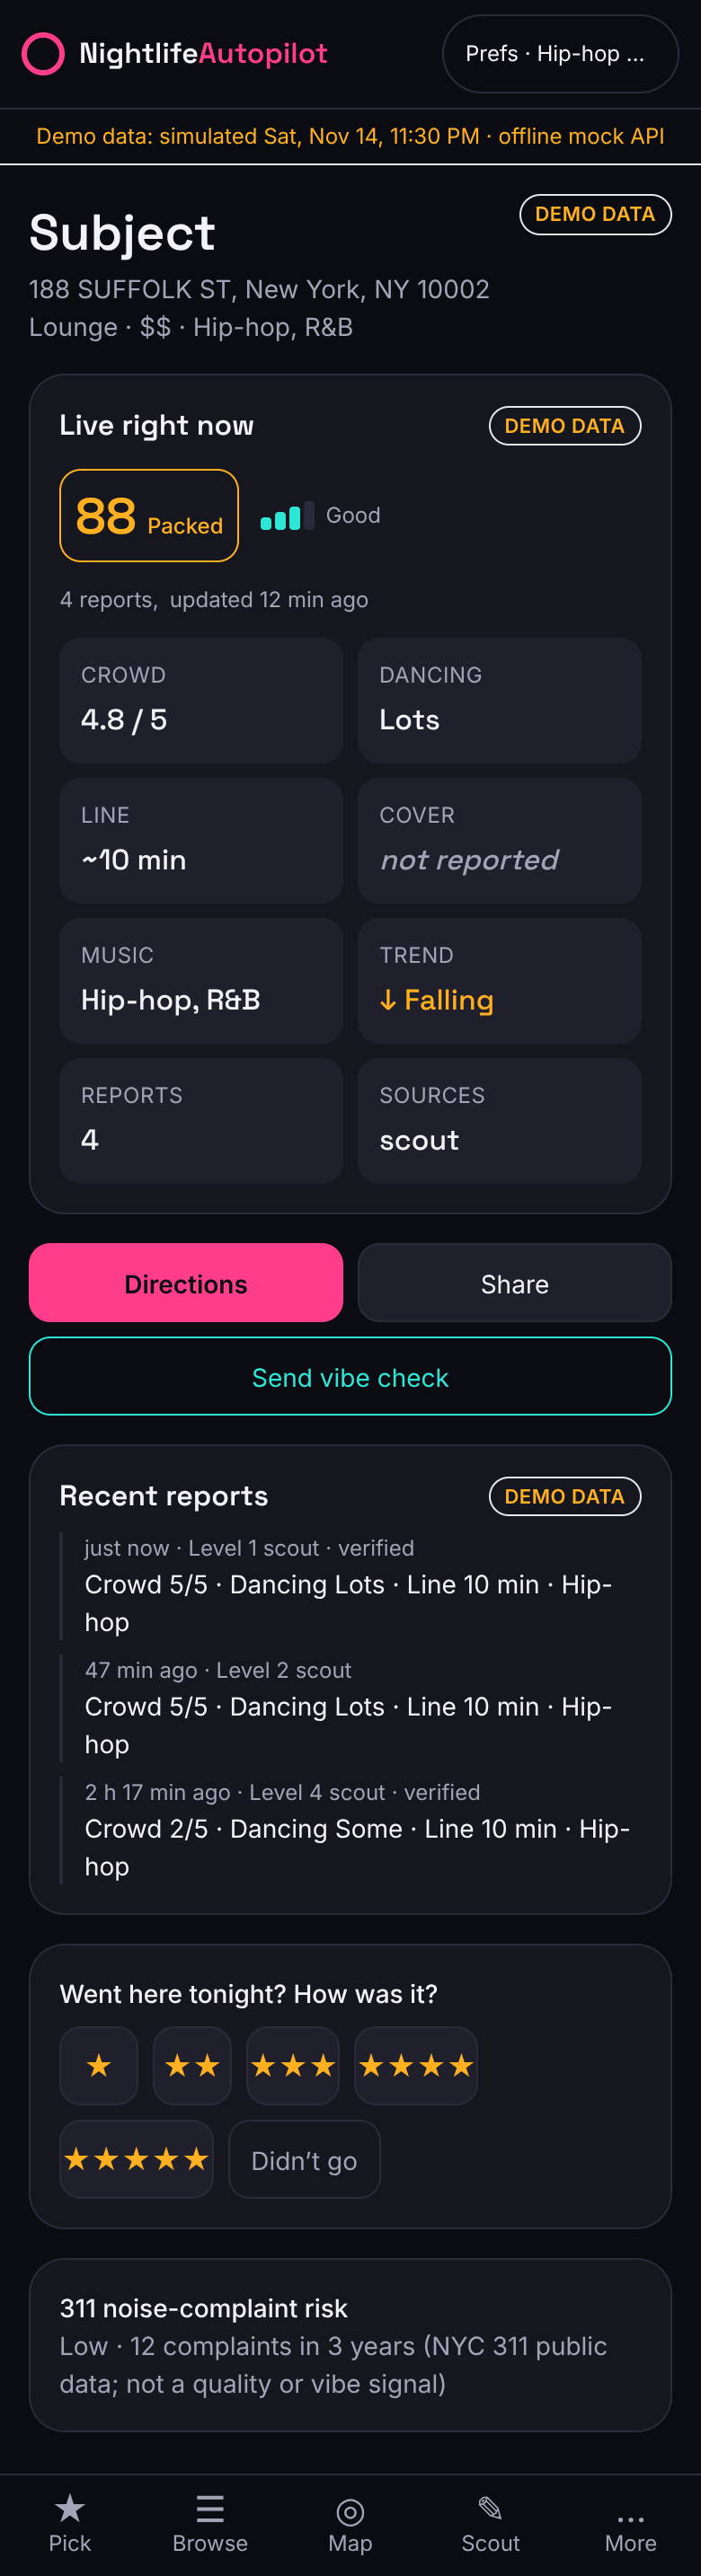 NightlifeAutopilot
Prefs · Hip-hop ...
Demo data: simulated Sat, Nov 14, 11:30 PM · offline mock API
Subject
DEMO DATA
188 SUFFOLK ST, New York, NY 10002
Lounge · $$ · Hip-hop, R&B
Live right now
DEMO DATA
88 Packed
Good
4 reports, updated 12 min ago
CROWD
4.8 / 5
DANCING
Lots
LINE
~10 min
COVER
not reported
MUSIC
Hip-hop, R&B
TREND
↓ Falling
REPORTS
4
SOURCES
scout
Directions
Share
Send vibe check
Recent reports
DEMO DATA
just now · Level 1 scout · verified
Crowd 5/5 · Dancing Lots · Line 10 min · Hip-
hop
47 min ago · Level 2 scout
Crowd 5/5 · Dancing Lots · Line 10 min · Hip-
hop
2 h 17 min ago · Level 4 scout · verified
Crowd 2/5 · Dancing Some · Line 10 min · Hip-
hop
Went here tonight? How was it?
★ ★★ ★★★ ★★★★
★★★★★ Didn’t go
311 noise-complaint risk
Low · 12 complaints in 3 years (NYC 311 public
data; not a quality or vibe signal)
Pick
Browse
Map
Scout
More